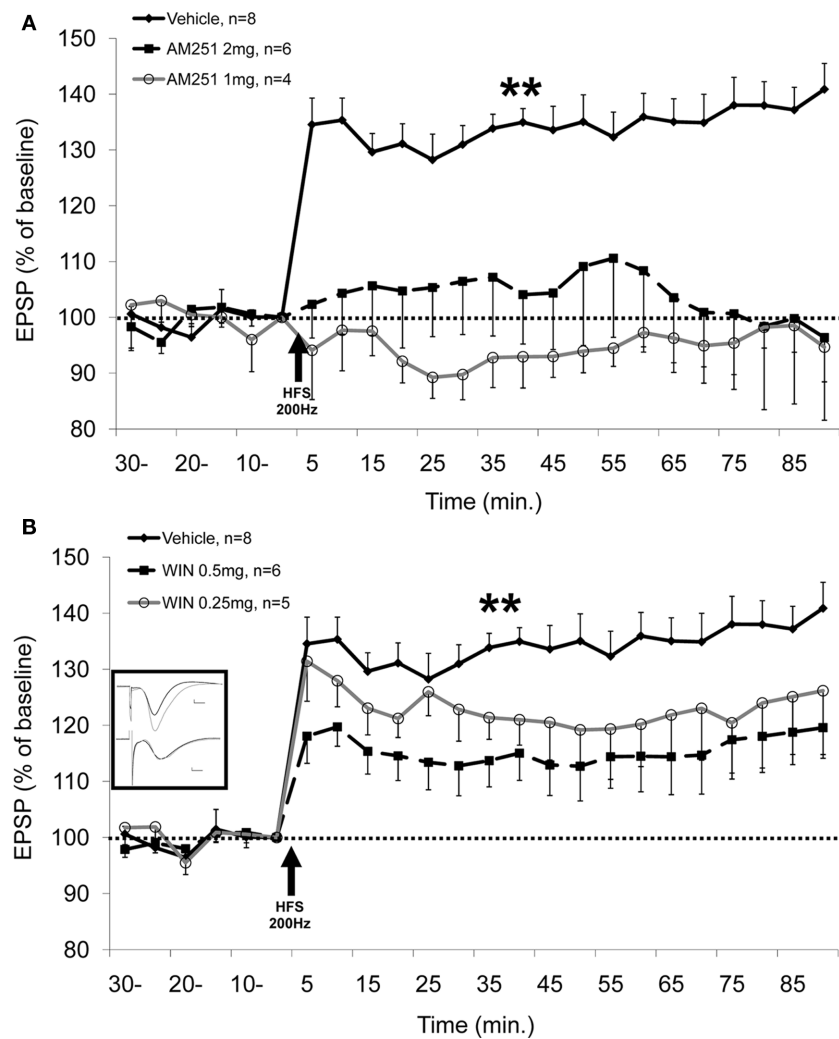 A
Vehicle, n=8
AM251 2mg, n=6
AM251 1mg, n=4
**
EPSP (% of baseline)
150
140
130
120
110
100
90
80
HFS
200Hz
30- 20- 10- 5 15 25 35 45 55 65 75 85
Time (min.)
B
Vehicle, n=8
WIN 0.5mg, n=6
WIN 0.25mg, n=5
**
EPSP (% of baseline)
150
140
130
120
110
100
90
80
HFS
200Hz
30- 20- 10- 5 15 25 35 45 55 65 75 85
Time (min.)